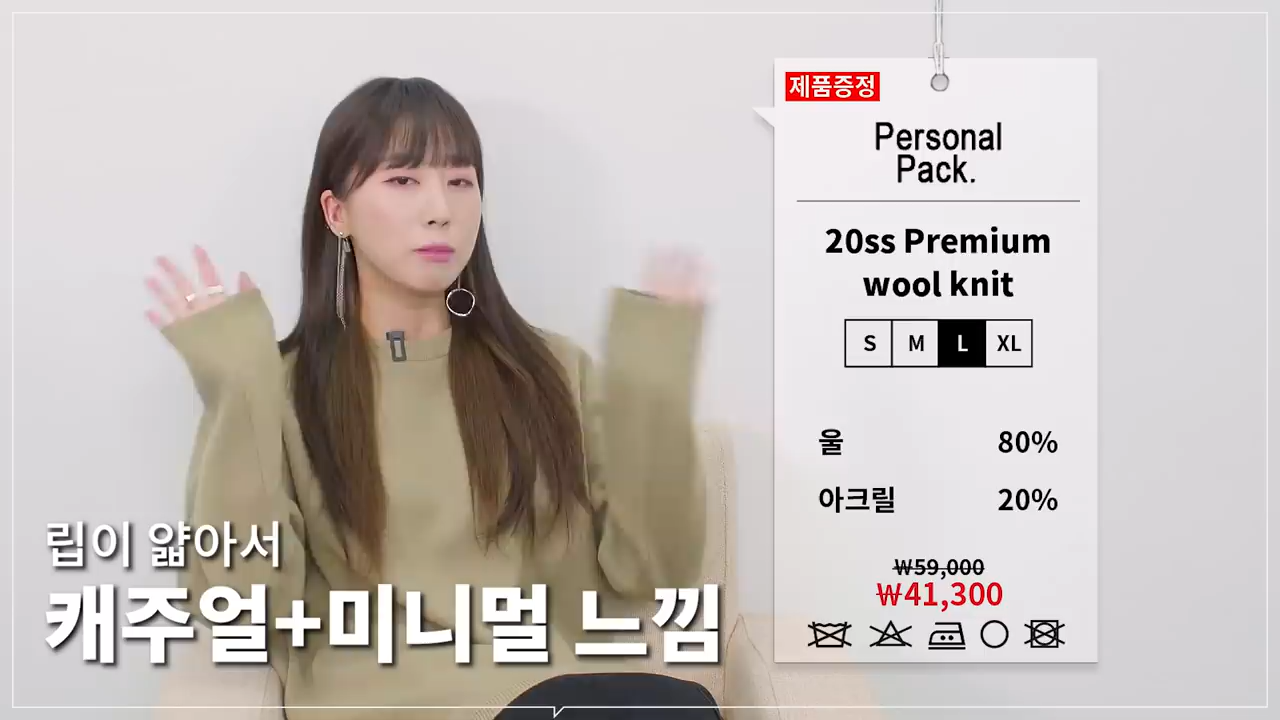 제품증정
Personal
Pack.
20ss Premium
wool knit
S M L XL
울 80%
아크릴 20%
₩59,000
₩41,300
립이 얇아서
캐주얼+미니멀 느낌